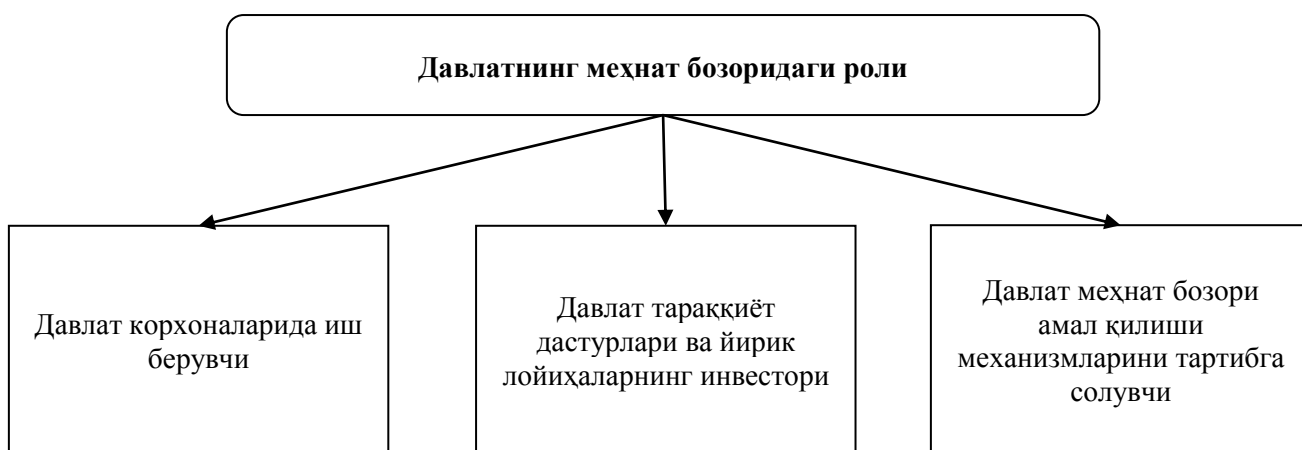 Давлатнинг меҳнат бозоридаги роли
Давлат корхоналарида иш
берувчи
Давлат тараққиёт
дастурлари ва йирик
лойиҳаларнинг инвестори
Давлат меҳнат бозори
амал қилиши
механизмларини тартибга
солувчи